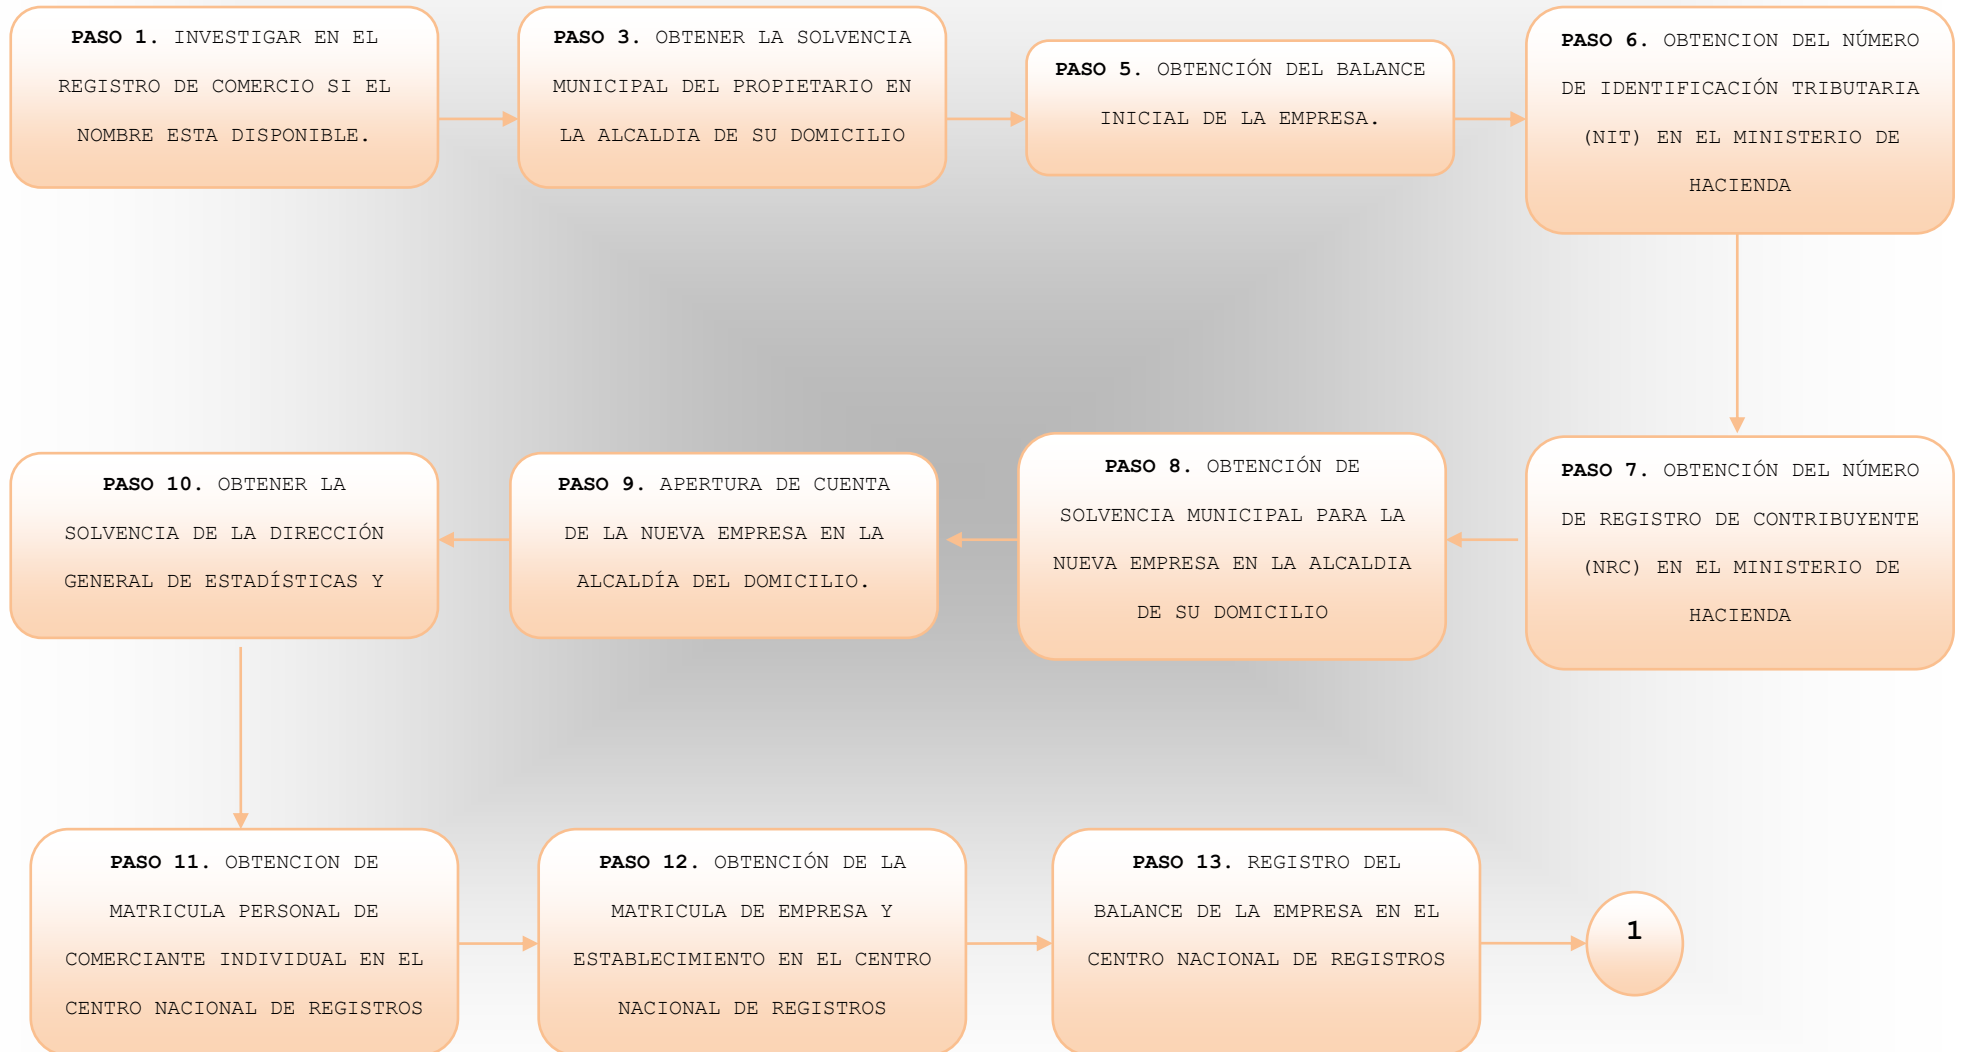 PASO 1. INVESTIGAR EN EL
REGISTRO DE COMERCIO SI EL
NOMBRE ESTA DISPONIBLE.
PASO 3. OBTENER LA SOLVENCIA
MUNICIPAL DEL PROPIETARIO EN
LA ALCALDIA DE SU DOMICILIO
PASO 5. OBTENCIÓN DEL BALANCE
INICIAL DE LA EMPRESA.
PASO 6. OBTENCION DEL NÚMERO
DE IDENTIFICACIÓN TRIBUTARIA
(NIT) EN EL MINISTERIO DE
HACIENDA
PASO 7. OBTENCIÓN DEL NÚMERO
DE REGISTRO DE CONTRIBUYENTE
(NRC) EN EL MINISTERIO DE
HACIENDA
PASO 8. OBTENCIÓN DE
SOLVENCIA MUNICIPAL PARA LA
NUEVA EMPRESA EN LA ALCALDIA
DE SU DOMICILIO
PASO 9. APERTURA DE CUENTA
DE LA NUEVA EMPRESA EN LA
ALCALDÍA DEL DOMICILIO.
PASO 10. OBTENER LA
SOLVENCIA DE LA DIRECCIÓN
GENERAL DE ESTADÍSTICAS Y
PASO 11. OBTENCION DE
MATRICULA PERSONAL DE
COMERCIANTE INDIVIDUAL EN EL
CENTRO NACIONAL DE REGISTROS
PASO 12. OBTENCIÓN DE LA
MATRICULA DE EMPRESA Y
ESTABLECIMIENTO EN EL CENTRO
NACIONAL DE REGISTROS
PASO 13. REGISTRO DEL
BALANCE DE LA EMPRESA EN EL
CENTRO NACIONAL DE REGISTROS
1